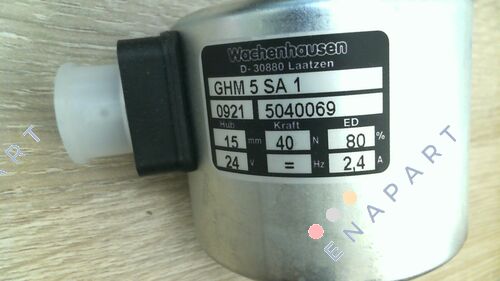 Wachenhausen
D-30880 Laatzen
GHM 5 SA 1
0921 5040069
Hub Kraft ED
15 mm 40 N 80 %
24 V = Hz 2,4 A
ENAPART